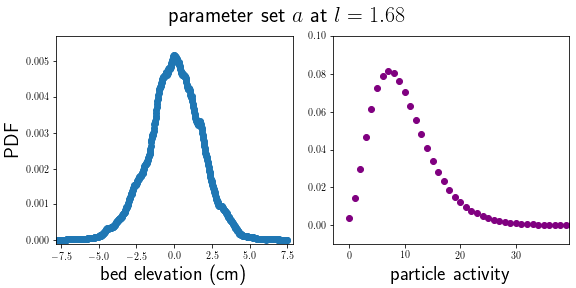 parameter set a at l = 1.68
PDF
0.005
0.004
0.003
0.002
0.001
0.000
−7.5 −5.0 −2.5 0.0 2.5 5.0 7.5
bed elevation (cm)
0.10
0.08
0.06
0.04
0.02
0.00
0 10 20 30
particle activity